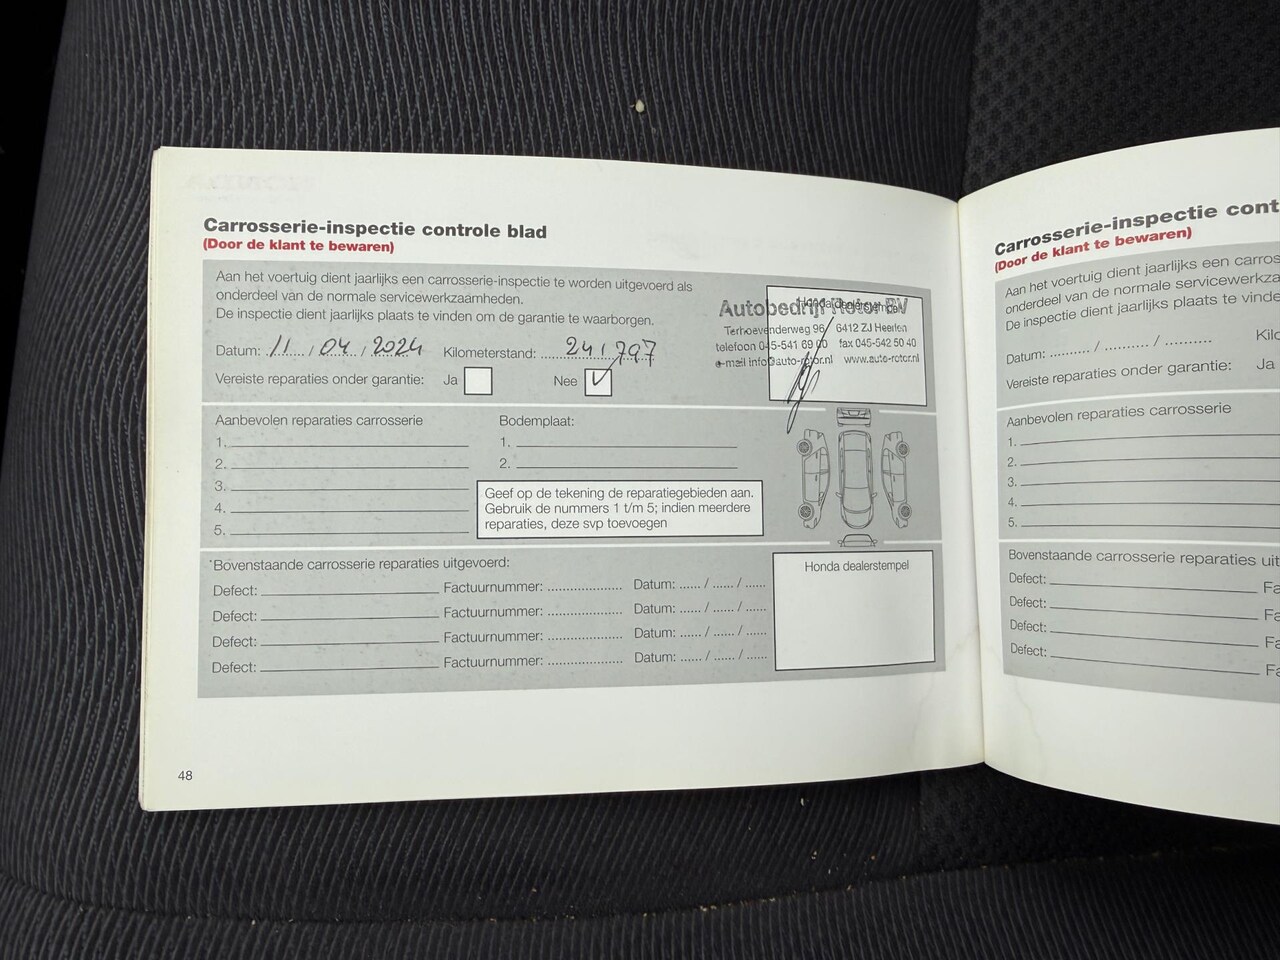 Carrosserie-inspectie controle blad
(Door de klant te bewaren)
Aan het voertuig dient jaarlijks een carrosserie-inspectie te worden uitgevoerd als
onderdeel van de normale servicewerkzaamheden.
De inspectie dient jaarlijks plaats te vinden om de garantie te waarborgen.
Datum: 11 / 04 / 2024 Kilometerstand: 241797
Vereiste reparaties onder garantie: Ja Nee
Honda dealerstempel
Autobedrijf Rotor BV
Terhoevenderweg 96 6412 ZJ Heerlen
telefoon 045-541 69 00 fax 045-542 50 40
e-mail info@auto-rotor.nl www.auto-rotor.nl
Aanbevolen reparaties carrosserie
1.
2.
3.
4.
5.
Bodemplaat:
1.
2.
Geef op de tekening de reparatiegebieden aan.
Gebruik de nummers 1 t/m 5; indien meerdere
reparaties, deze svp toevoegen
*Bovenstaande carrosserie reparaties uitgevoerd:
Defect: Factuurnummer: Datum: ...... / ...... / ......
Defect: Factuurnummer: Datum: ...... / ...... / ......
Defect: Factuurnummer: Datum: ...... / ...... / ......
Defect: Factuurnummer: Datum: ...... / ...... / ......
Honda dealerstempel
48
Carrosserie-inspectie cont
(Door de klant te bewaren)
Aan het voertuig dient jaarlijks een carros
onderdeel van de normale servicewerkza
De inspectie dient jaarlijks plaats te vinde
Datum: .......... / .......... / ..........
Vereiste reparaties onder garantie: Ja
Aanbevolen reparaties carrosserie
1.
2.
3.
4.
5.
Bovenstaande carrosserie reparaties uit
Defect: Fa
Defect: Fa
Defect: Fa
Defect: Fa